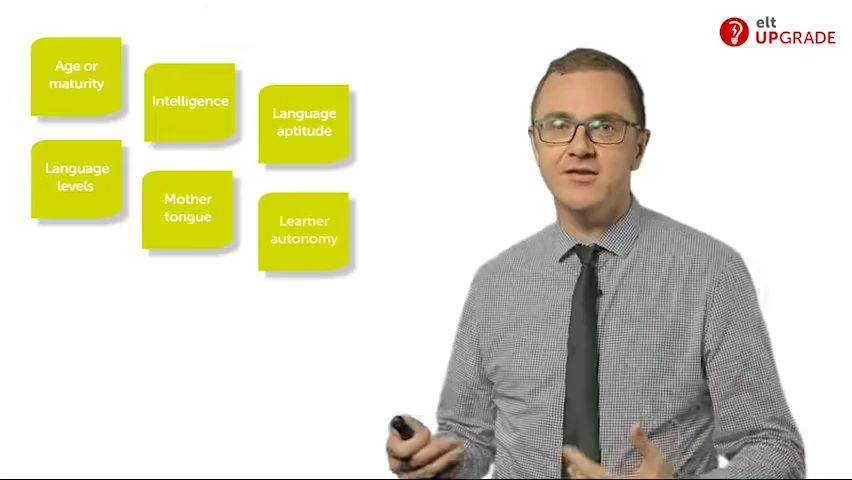 elt
UPGRADE
Age or
maturity
Intelligence
Language
aptitude
Language
levels
Mother
tongue
Learner
autonomy